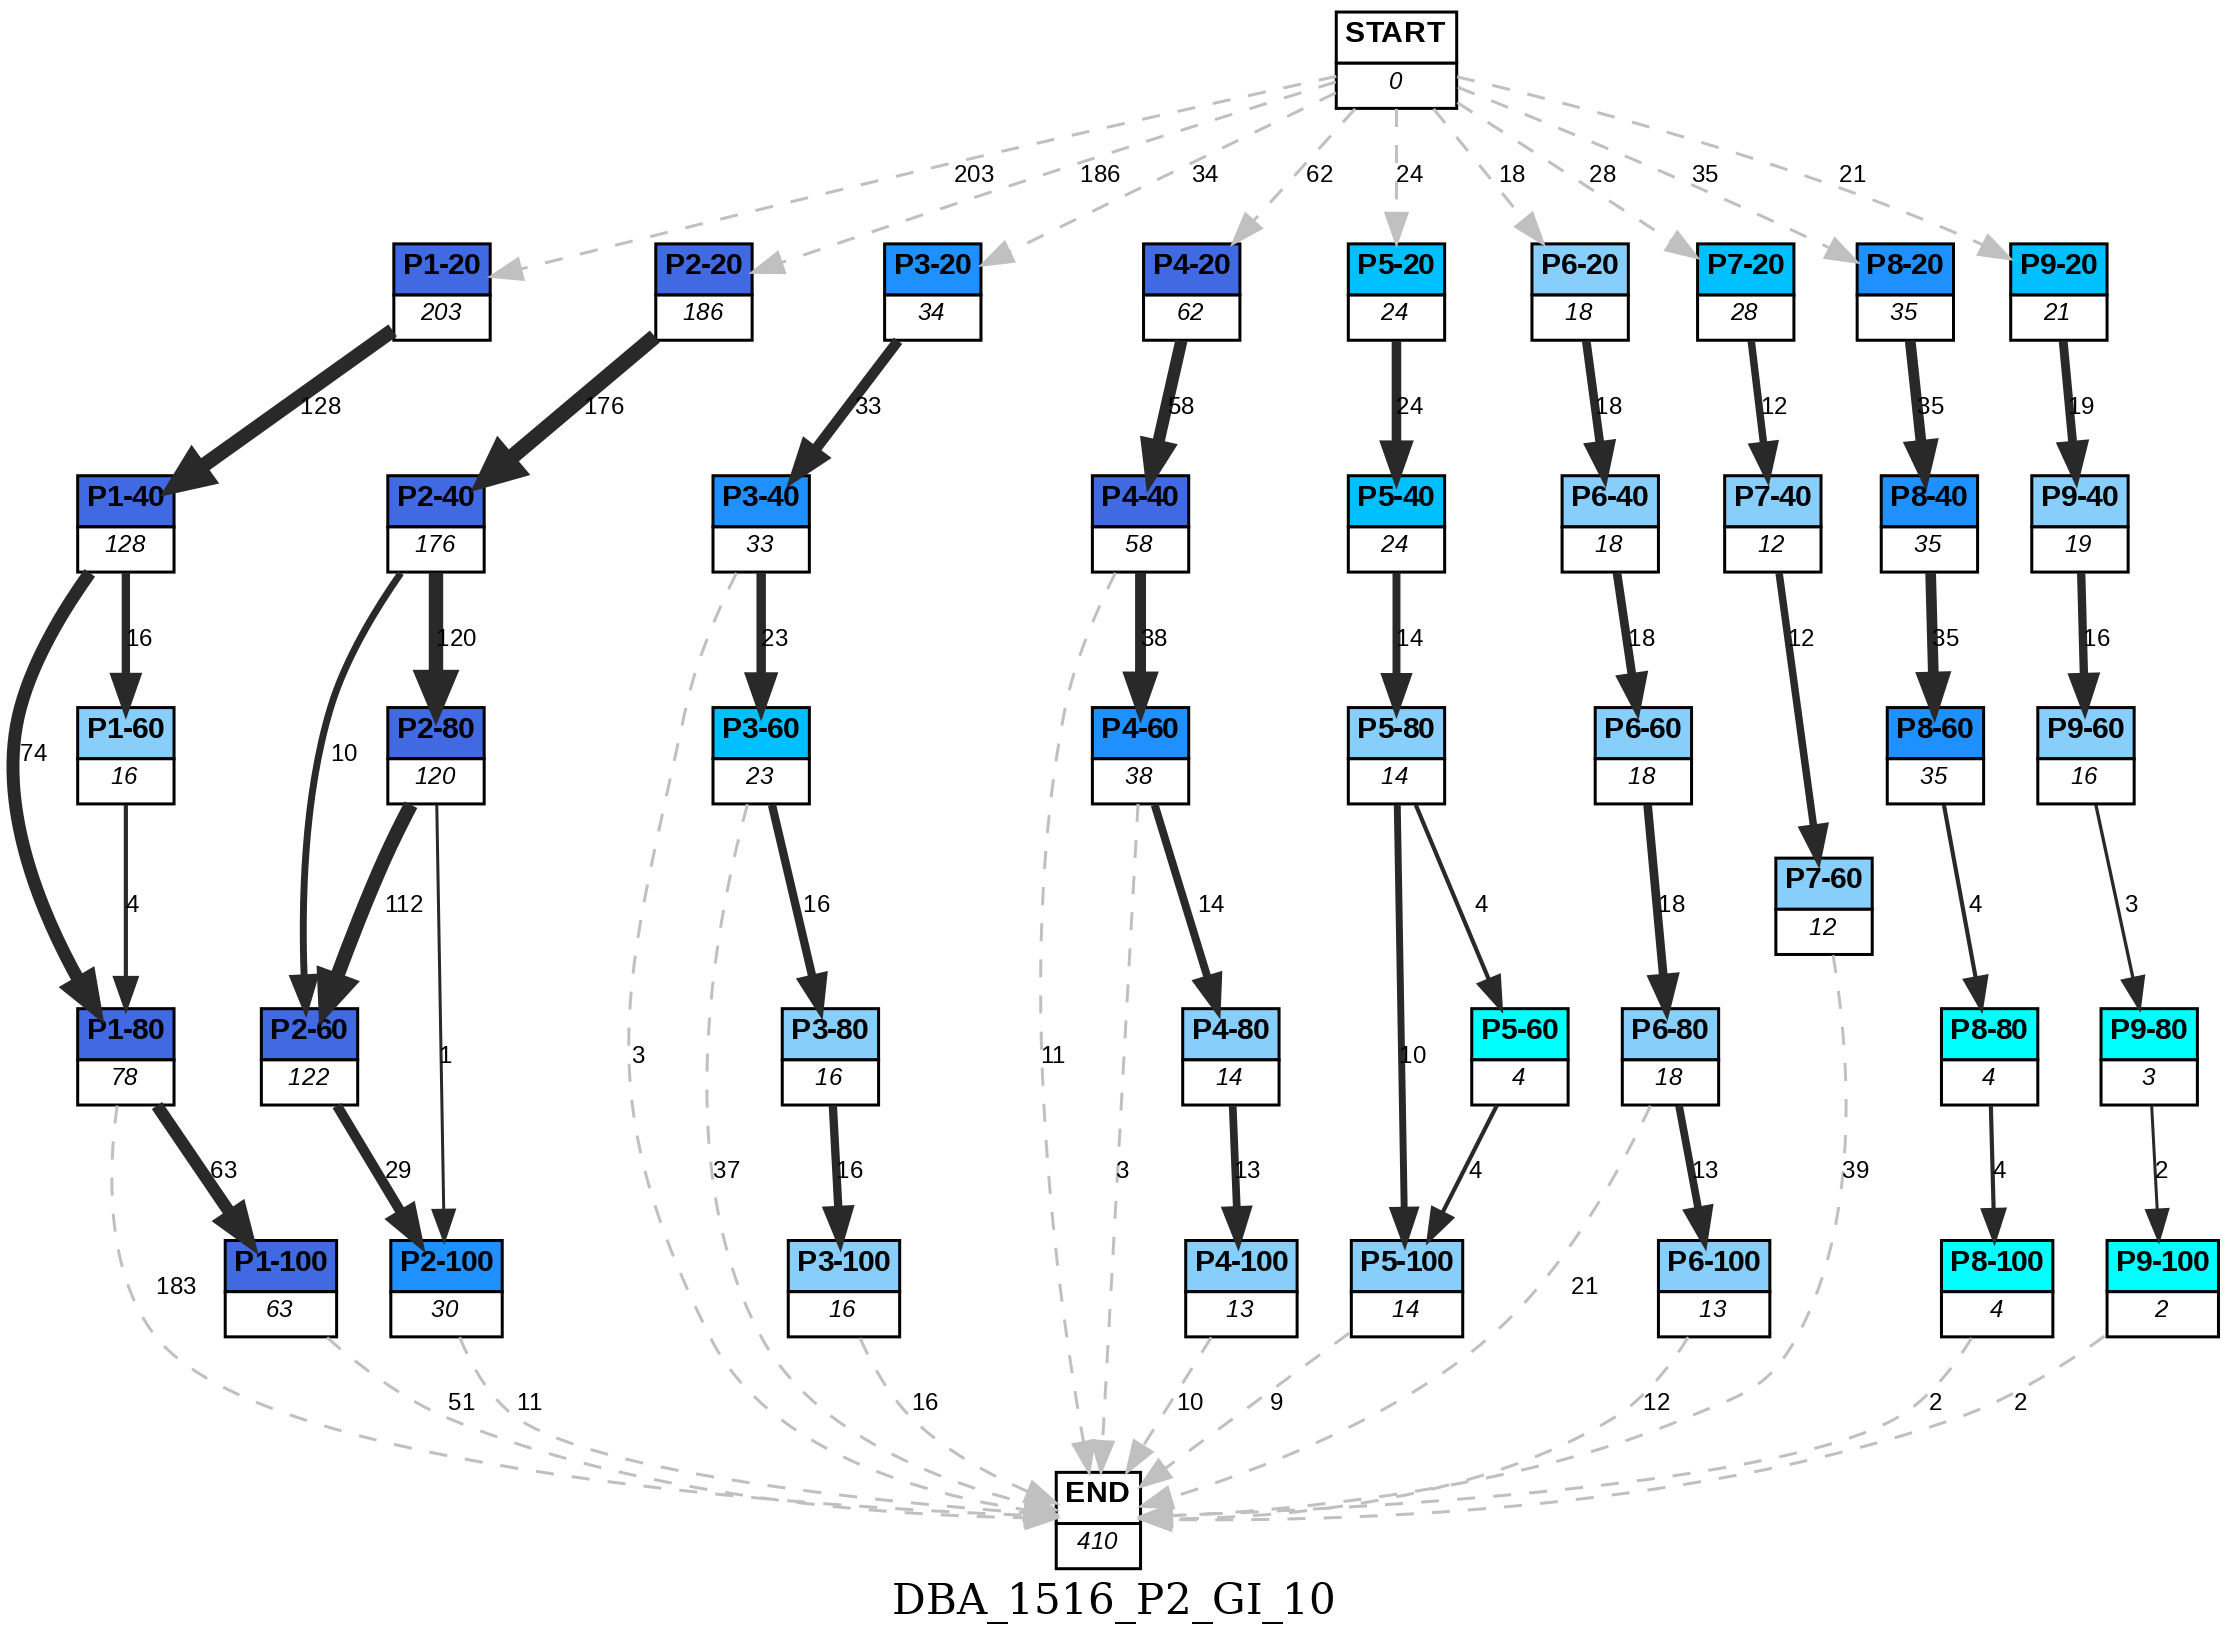 START
0
203
186
34
62
24
18
28
35
21
P1-20
203
P2-20
186
P3-20
34
P4-20
62
P5-20
24
P6-20
18
P7-20
28
P8-20
35
P9-20
21
128
176
33
58
24
18
12
35
19
P1-40
128
P2-40
176
P3-40
33
P4-40
58
P5-40
24
P6-40
18
P7-40
12
P8-40
35
P9-40
19
16
120
23
38
14
18
12
35
16
74
10
P1-60
16
P2-80
120
P3-60
23
P4-60
38
P5-80
14
P6-60
18
P8-60
35
P9-60
16
P7-60
12
4
112
16
14
4
18
4
3
3
11
10
1
P1-80
78
P2-60
122
P3-80
16
P4-80
14
P5-60
4
P6-80
18
P8-80
4
P9-80
3
63
29
37
16
3
13
4
13
39
4
2
183
21
P1-100
63
P2-100
30
P3-100
16
P4-100
13
P5-100
14
P6-100
13
P8-100
4
P9-100
2
51
11
16
10
9
12
2
2
END
410
DBA_1516_P2_GI_10